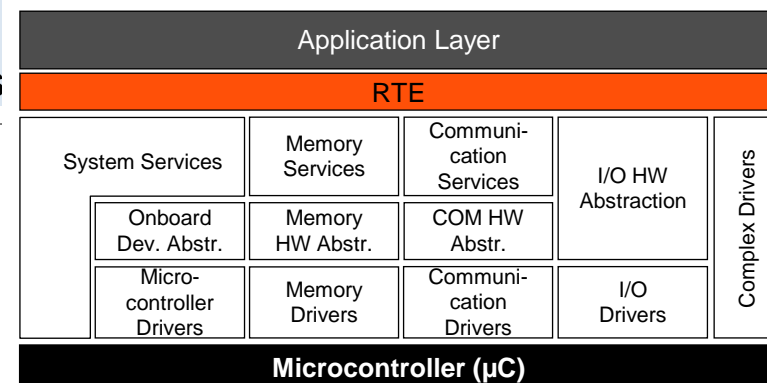 Application Layer
RTE
System Services
Memory
Services
Communi-
cation
Services
I/O HW
Abstraction
Complex Drivers
Onboard
Dev. Abstr.
Memory
HW Abstr.
COM HW
Abstr.
Micro-
controller
Drivers
Memory
Drivers
Communi-
cation
Drivers
I/O
Drivers
Microcontroller (µC)